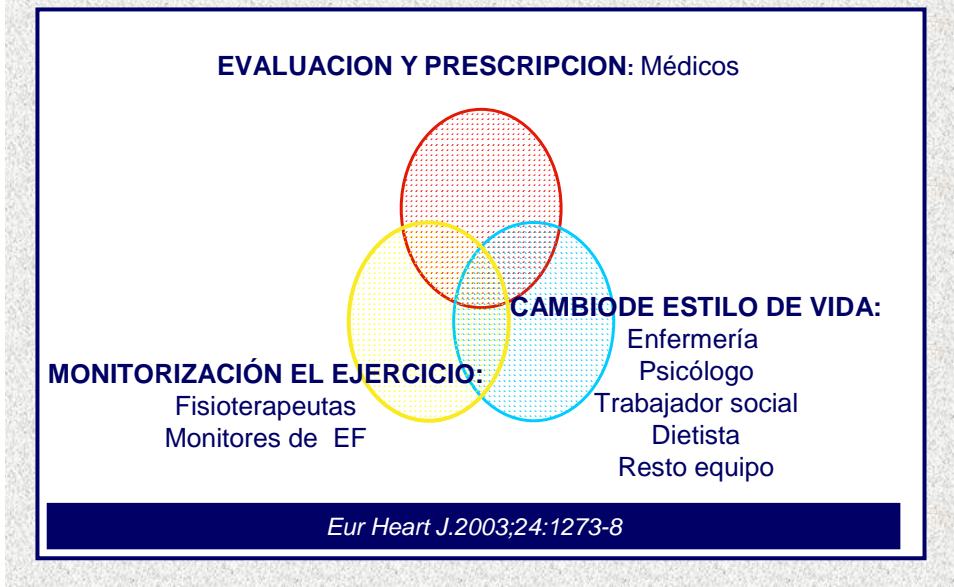 EVALUACION Y PRESCRIPCION: Médicos
CAMBIODE ESTILO DE VIDA:
Enfermería
Psicólogo
Trabajador social
Dietista
Resto equipo
MONITORIZACIÓN EL EJERCICIO:
Fisioterapeutas
Monitores de EF
Eur Heart J.2003;24:1273-8